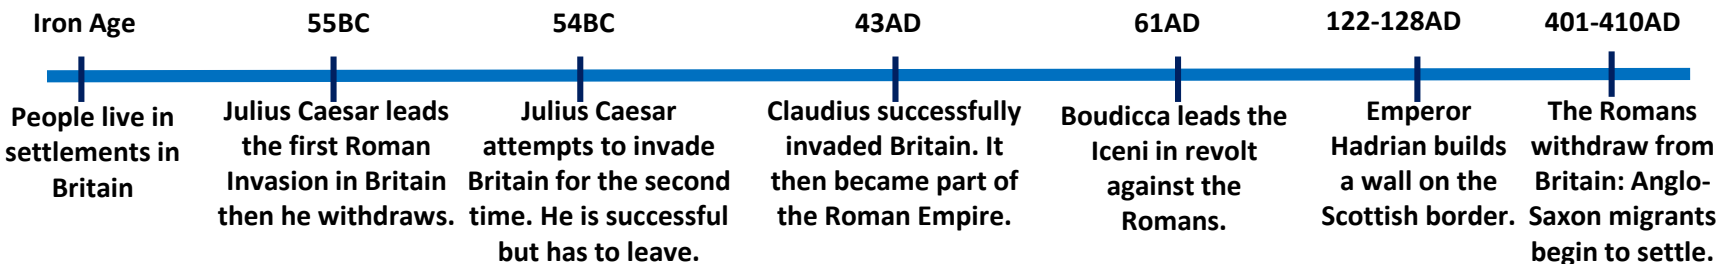 Iron Age
55BC
54BC
43AD
61AD
122-128AD
401-410AD
People live in
settlements in
Britain
Julius Caesar leads
the first Roman
Invasion in Britain
then he withdraws.
Julius Caesar
attempts to invade
Britain for the second
time. He is successful
but has to leave.
Claudius successfully
invaded Britain. It
then became part of
the Roman Empire.
Boudicca leads the
Iceni in revolt
against the
Romans.
Emperor
Hadrian builds
a wall on the
Scottish border.
The Romans
withdraw from
Britain: Anglo-
Saxon migrants
begin to settle.